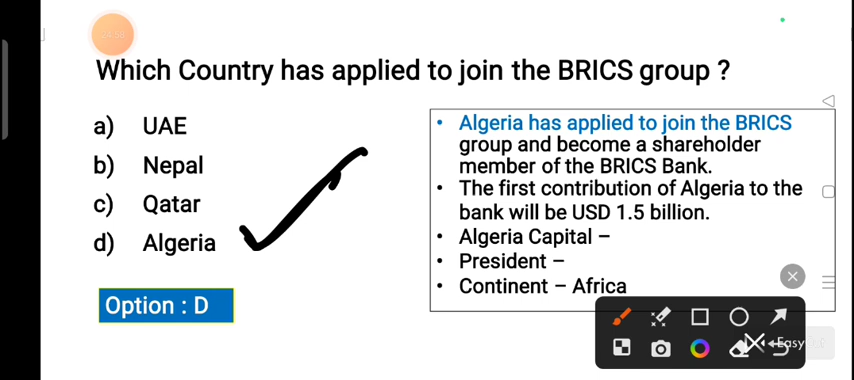 24:50
Which Country has applied to join the BRICS group ?
a) UAE
b) Nepal
c) Qatar
d) Algeria
Option : D
• Algeria has applied to join the BRICS
group and become a shareholder
member of the BRICS Bank.
• The first contribution of Algeria to the
bank will be USD 1.5 billion.
• Algeria Capital –
• President –
• Continent – Africa
Easy